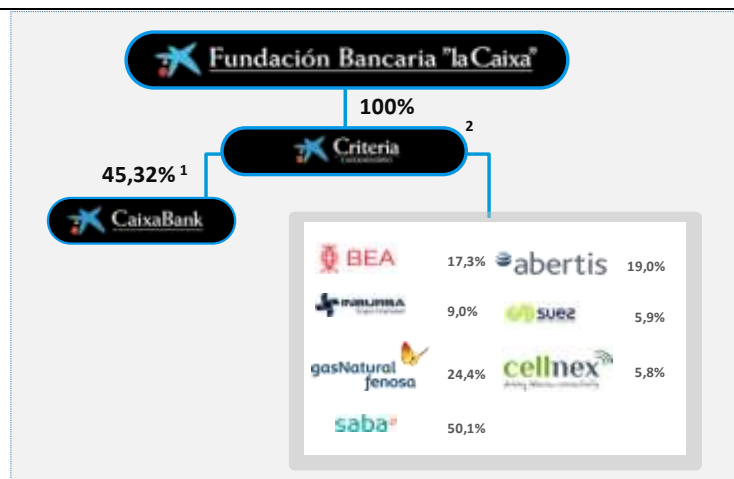 Fundación Bancaria "la Caixa"
100%
2
Criteria
45,32% 1
CaixaBank
BEA 17,3% abertis 19,0%
INBURSA 9,0% suez 5,9%
gasNatural
fenosa 24,4% cellnex 5,8%
saba 50,1%